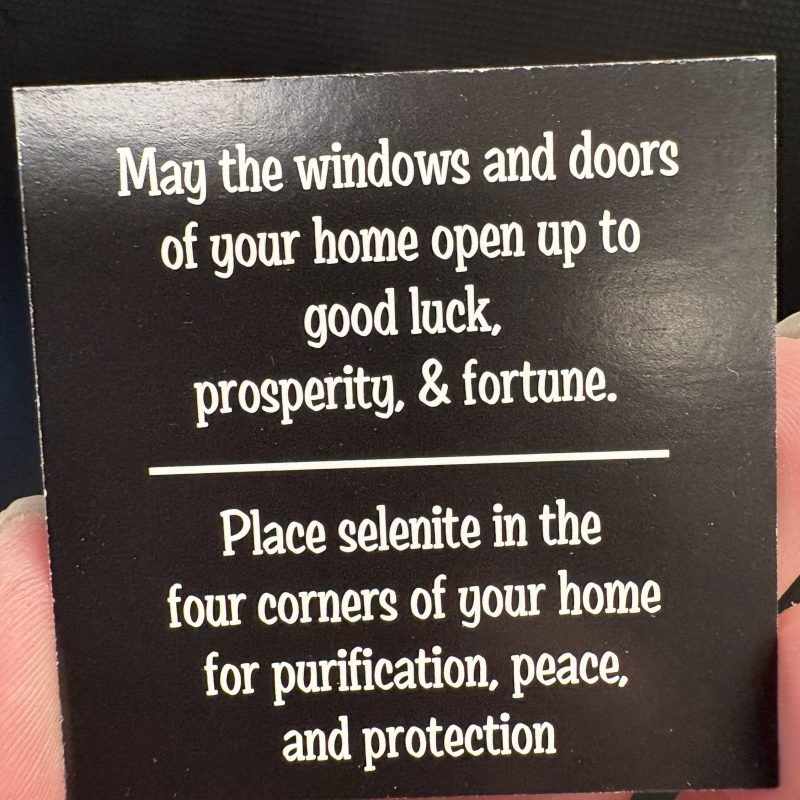 May the windows and doors
of your home open up to
good luck,
prosperity, & fortune.
Place selenite in the
four corners of your home
for purification, peace,
and protection